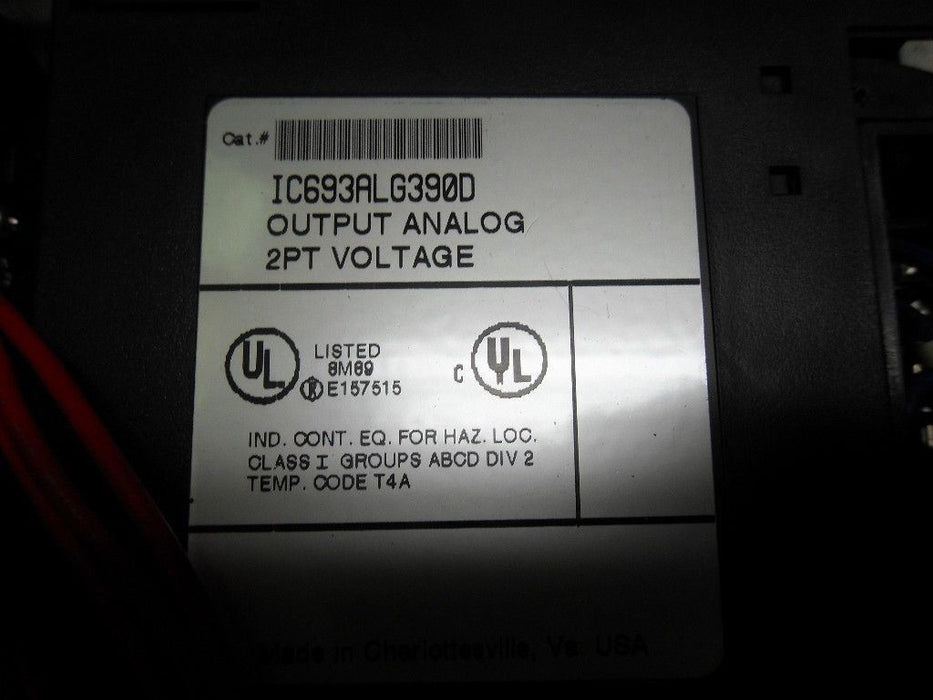 Cat.#
IC693ALG390D
OUTPUT ANALOG
2PT VOLTAGE
UL LISTED
8M89
® E157515
C UL
IND. CONT. EQ. FOR HAZ. LOC.
CLASS I GROUPS ABCD DIV 2
TEMP. CODE T4A
Made in Charlottesville, Va. USA